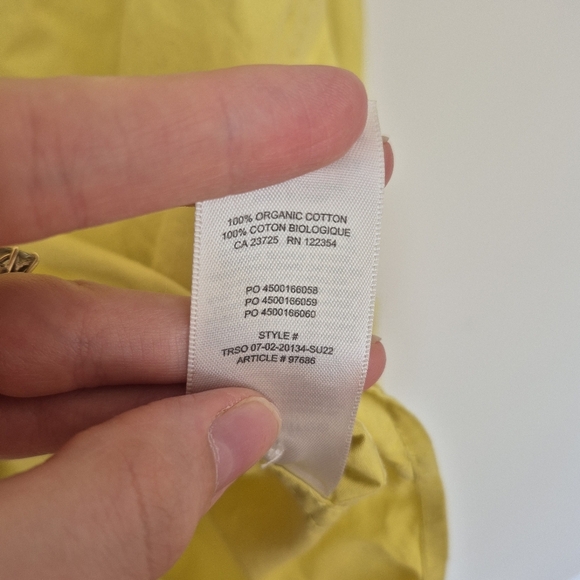 100% ORGANIC COTTON
100% COTON BIOLOGIQUE
CA 23725 RN 122354
PO 4500166058
PO 4500166059
PO 4500166060
STYLE #
TRSO 07-02-20134-SU22
ARTICLE # 97686